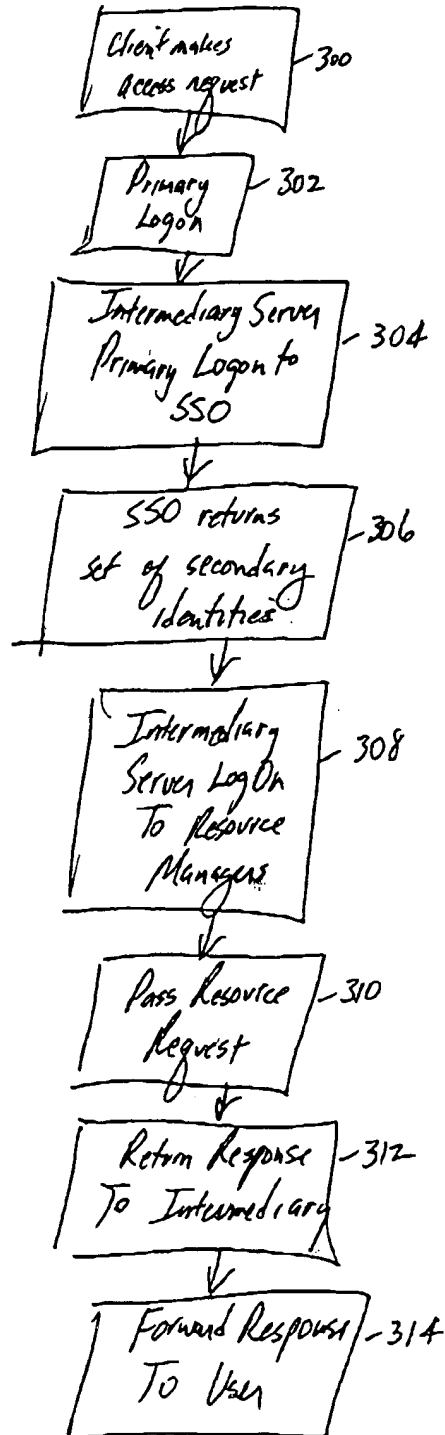 Client makes
access request
300
Primary
Logon
302
Intermediary Server
Primary Logon to
SSO
304
SSO returns
set of secondary
identities
306
Intermediary
Server LogOn
To Resource
Managers
308
Pass Resource
Request
310
Return Response
To Intermediary
312
Forward Response
To User
314